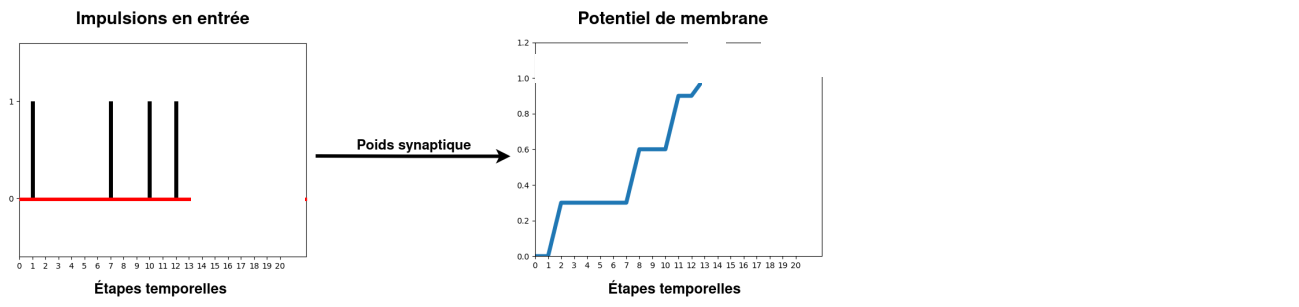 Impulsions en entrée
Potentiel de membrane
1
0
0 1 2 3 4 5 6 7 8 9 10 11 12 13 14 15 16 17 18 19 20
Étapes temporelles
Poids synaptique
1.2
1.0
0.8
0.6
0.4
0.2
0.0
0 1 2 3 4 5 6 7 8 9 10 11 12 13 14 15 16 17 18 19 20
Étapes temporelles